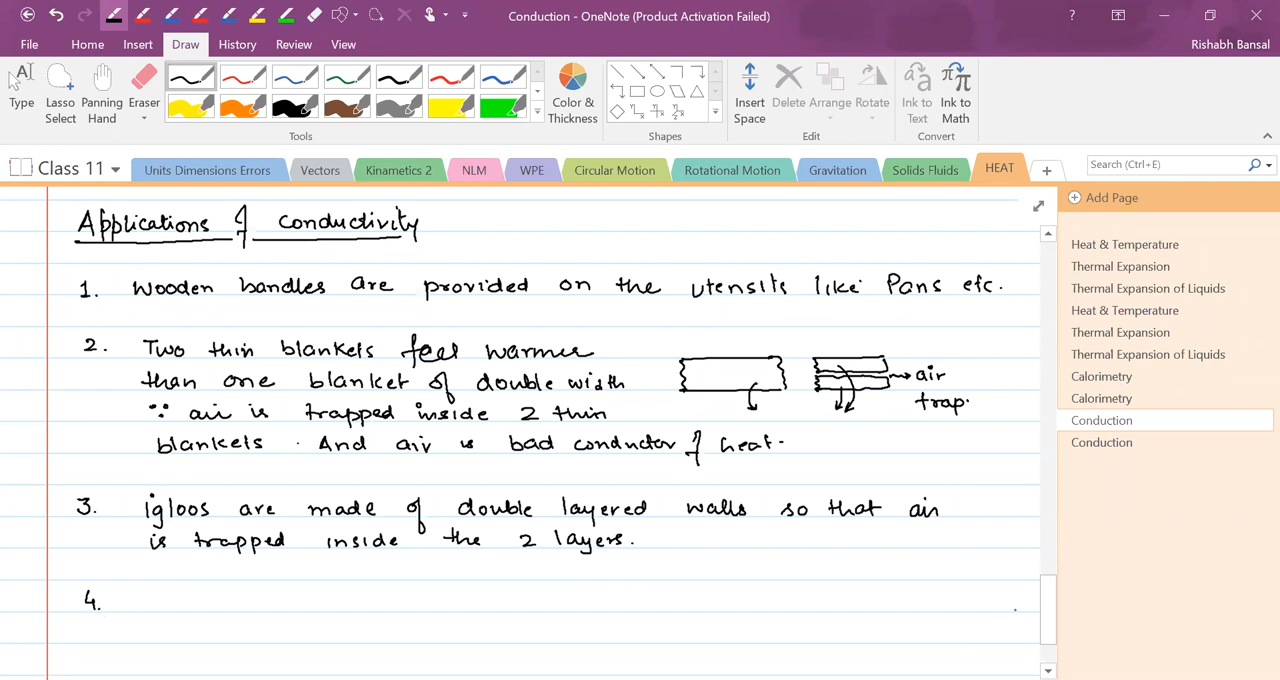 Conduction - OneNote (Product Activation Failed)
?
File Home Insert Draw History Review View
Rishabh Bansal
Type
Lasso Select
Panning Hand
Eraser
Color & Thickness
Insert Space
Delete
Arrange
Rotate
Ink to Text
Ink to Math
Tools
Shapes
Edit
Convert
Class 11
Units Dimensions Errors
Vectors
Kinametics 2
NLM
WPE
Circular Motion
Rotational Motion
Gravitation
Solids Fluids
HEAT
Search (Ctrl+E)
Add Page
Heat & Temperature
Thermal Expansion
Thermal Expansion of Liquids
Heat & Temperature
Thermal Expansion
Thermal Expansion of Liquids
Calorimetry
Calorimetry
Conduction
Conduction
Applications of conductivity
1. Wooden handles are provided on the utensils like Pans etc.
2. Two thin blankets feel warmer
than one blanket of double width
∵ air is trapped inside 2 thin
blankets. And air is bad conductor of heat.
air
trap.
3. igloos are made of double layered walls so that air
is trapped inside the 2 layers.
4.